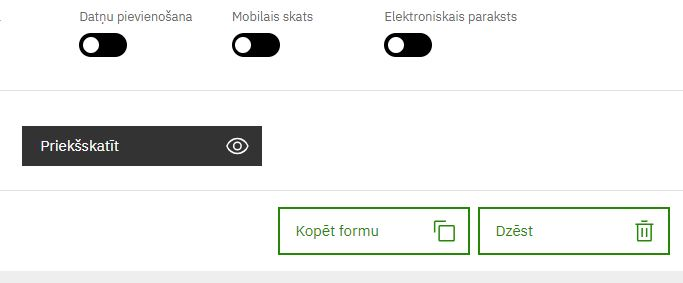 Datņu pievienošana
Mobilais skats
Elektroniskais paraksts
Priekšskatīt
Kopēt formu
Dzēst